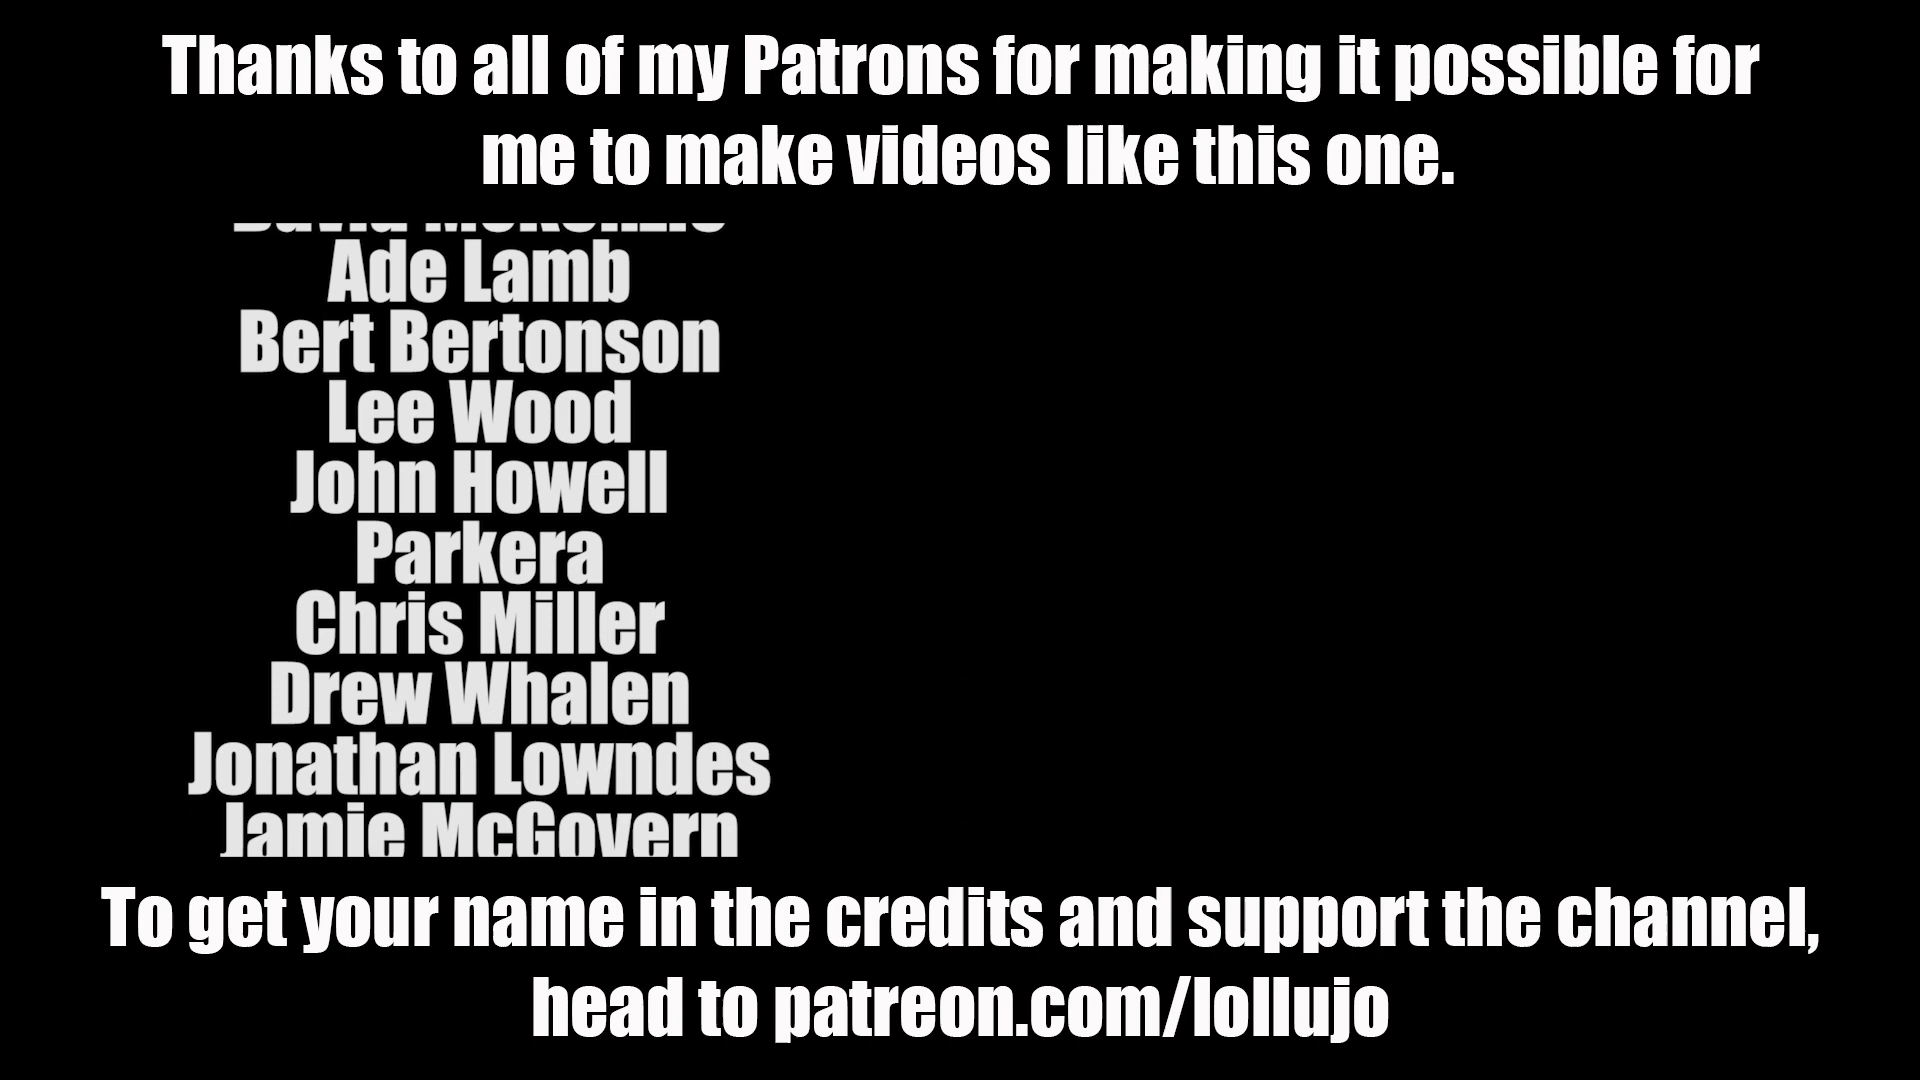 Thanks to all of my Patrons for making it possible for
me to make videos like this one.
David McKenzie
Ade Lamb
Bert Bertonson
Lee Wood
John Howell
Parkera
Chris Miller
Drew Whalen
Jonathan Lowndes
Jamie McGovern
To get your name in the credits and support the channel,
head to patreon.com/lollujo